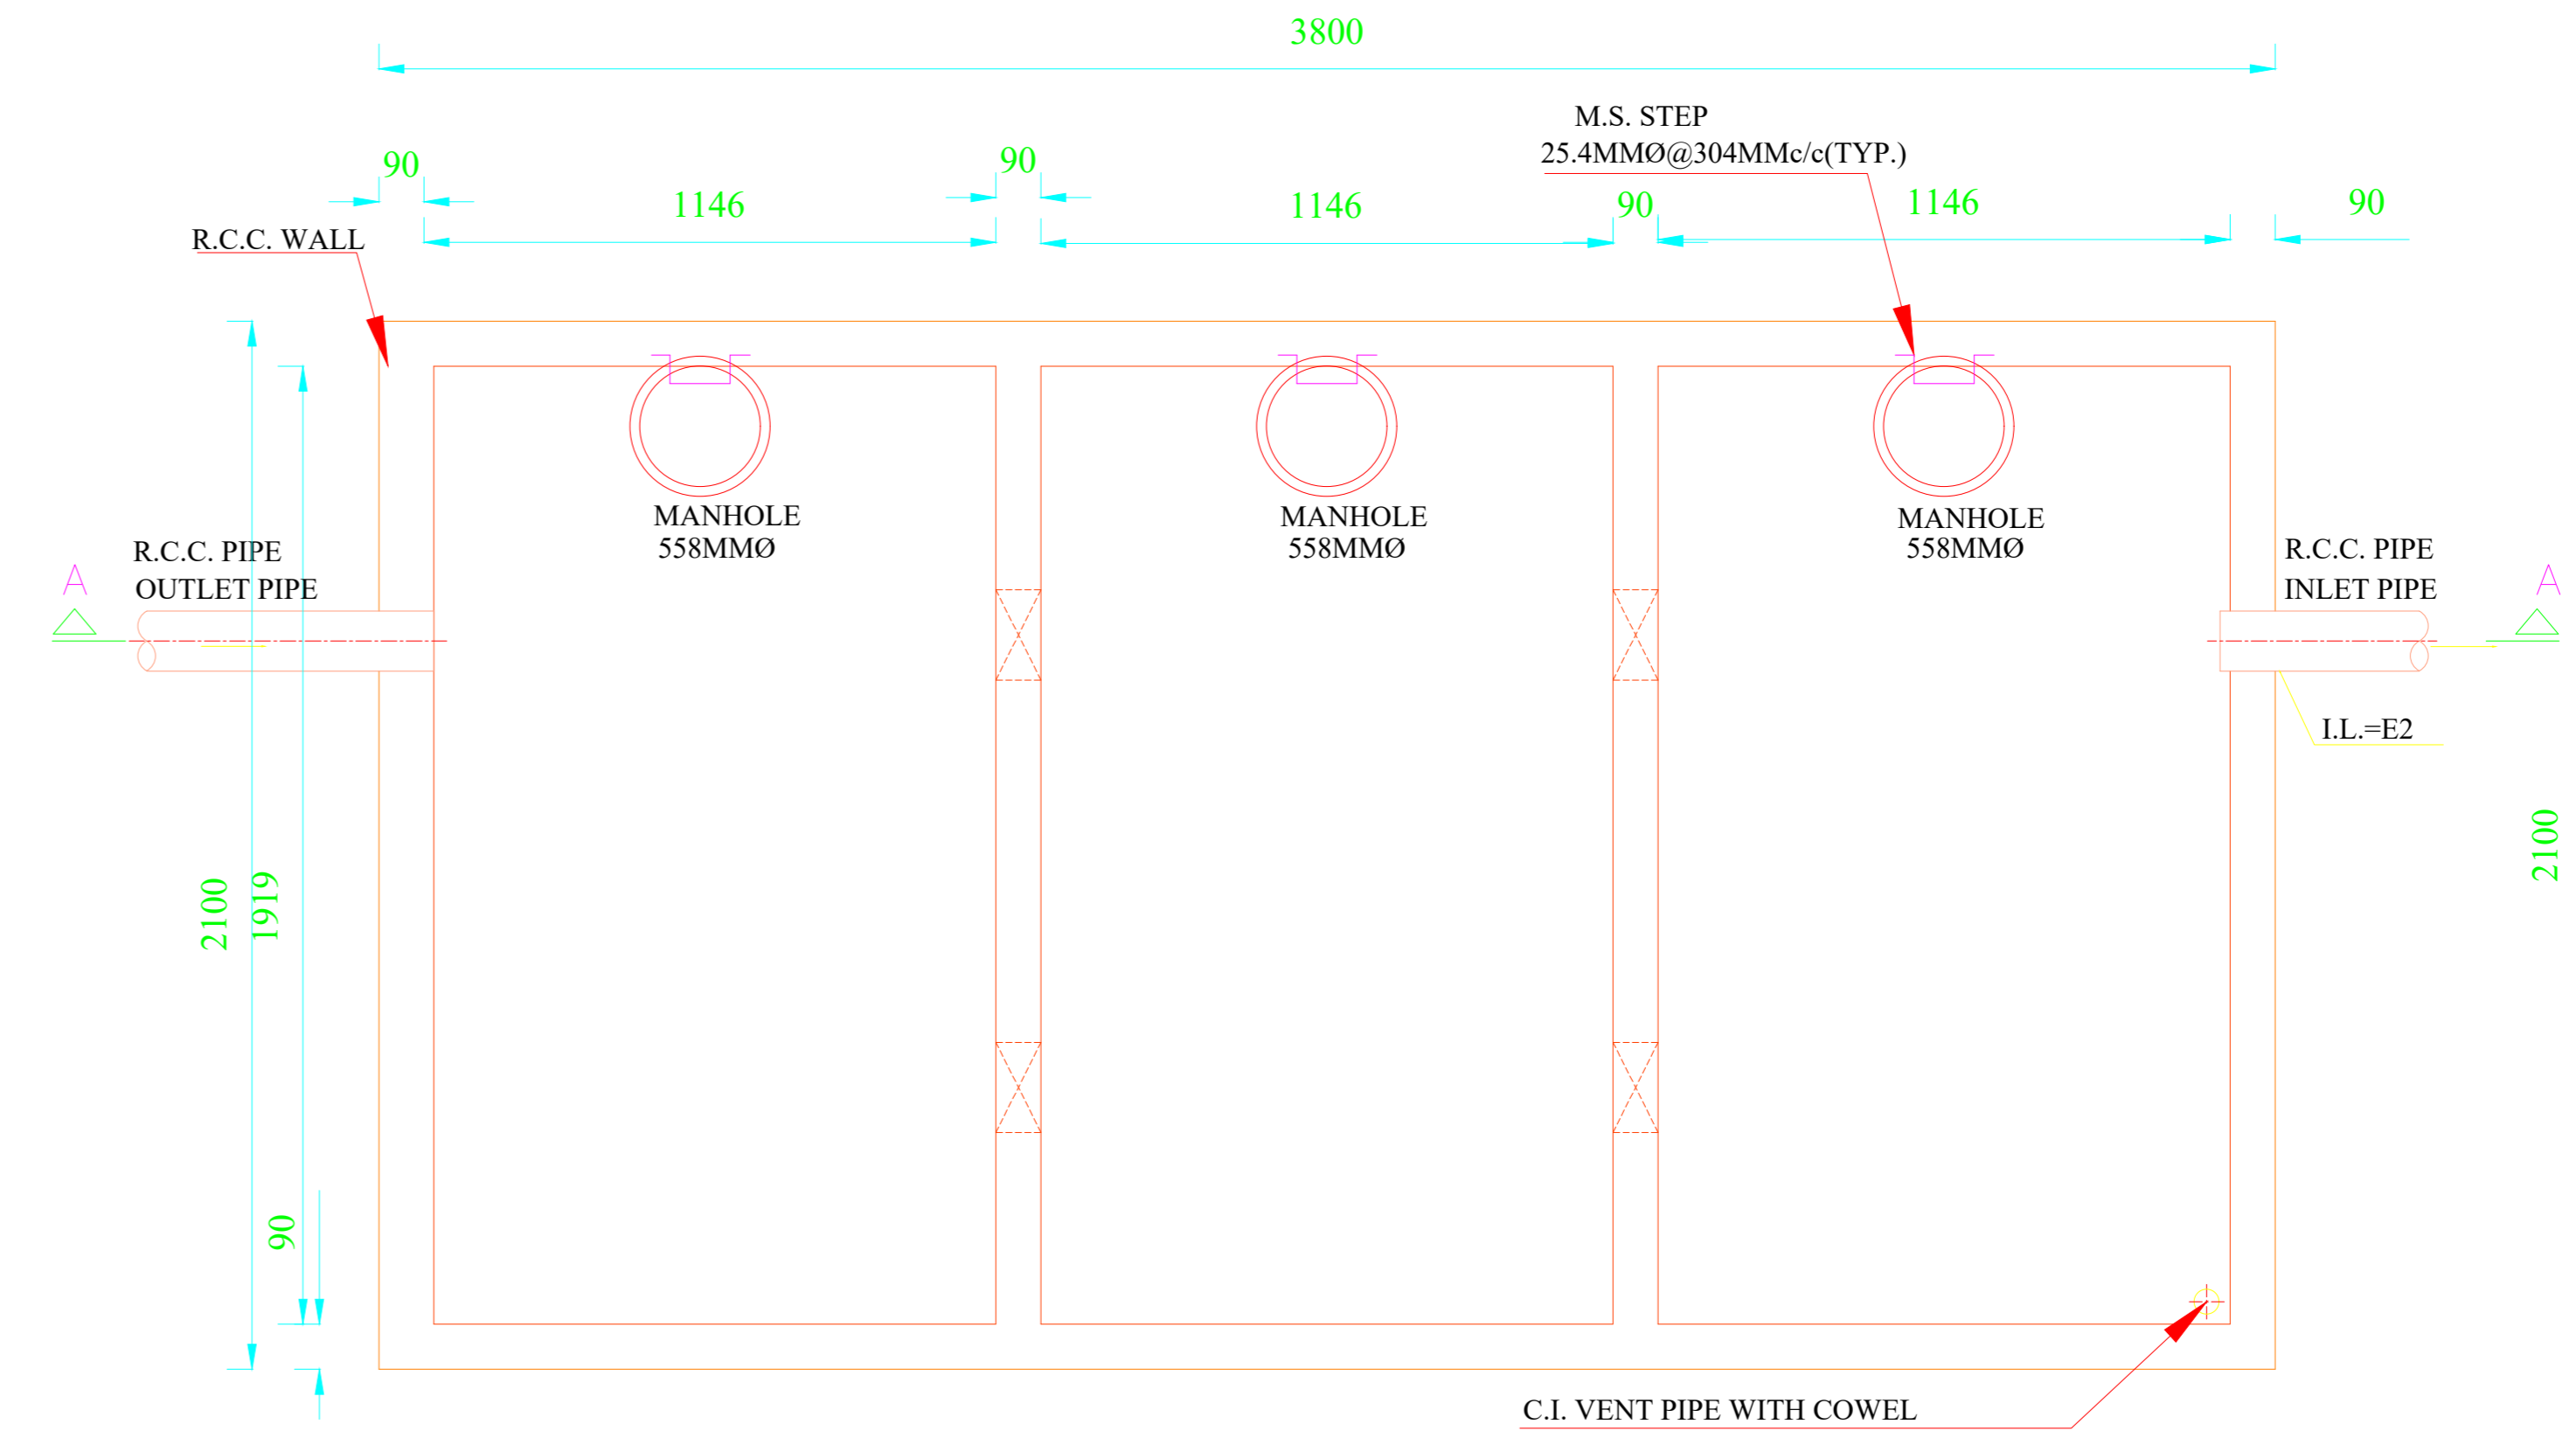 3800
M.S. STEP
25.4MMØ@304MMc/c(TYP.)
90
90
1146
1146
90
1146
90
R.C.C. WALL
MANHOLE
558MMØ
MANHOLE
558MMØ
MANHOLE
558MMØ
R.C.C. PIPE
OUTLET PIPE
A
R.C.C. PIPE
INLET PIPE
A
I.L.=E2
2100
2100
1919
90
C.I. VENT PIPE WITH COWEL